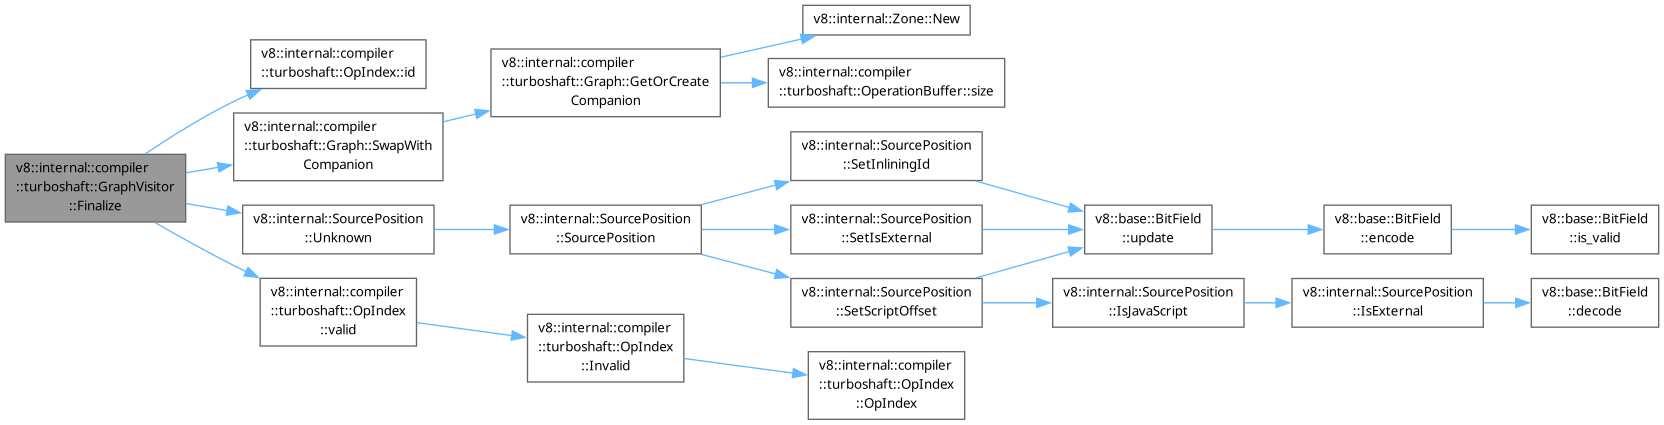 v8::internal::compiler
::turboshaft::GraphVisitor
::Finalize
v8::internal::compiler
::turboshaft::OpIndex::id
v8::internal::compiler
::turboshaft::Graph::SwapWith
Companion
v8::internal::compiler
::turboshaft::Graph::GetOrCreate
Companion
v8::internal::Zone::New
v8::internal::compiler
::turboshaft::OperationBuffer::size
v8::internal::SourcePosition
::Unknown
v8::internal::SourcePosition
::SourcePosition
v8::internal::SourcePosition
::SetInliningId
v8::internal::SourcePosition
::SetIsExternal
v8::internal::SourcePosition
::SetScriptOffset
v8::base::BitField
::update
v8::base::BitField
::encode
v8::base::BitField
::is_valid
v8::internal::SourcePosition
::IsJavaScript
v8::internal::SourcePosition
::IsExternal
v8::base::BitField
::decode
v8::internal::compiler
::turboshaft::OpIndex
::valid
v8::internal::compiler
::turboshaft::OpIndex
::Invalid
v8::internal::compiler
::turboshaft::OpIndex
::OpIndex